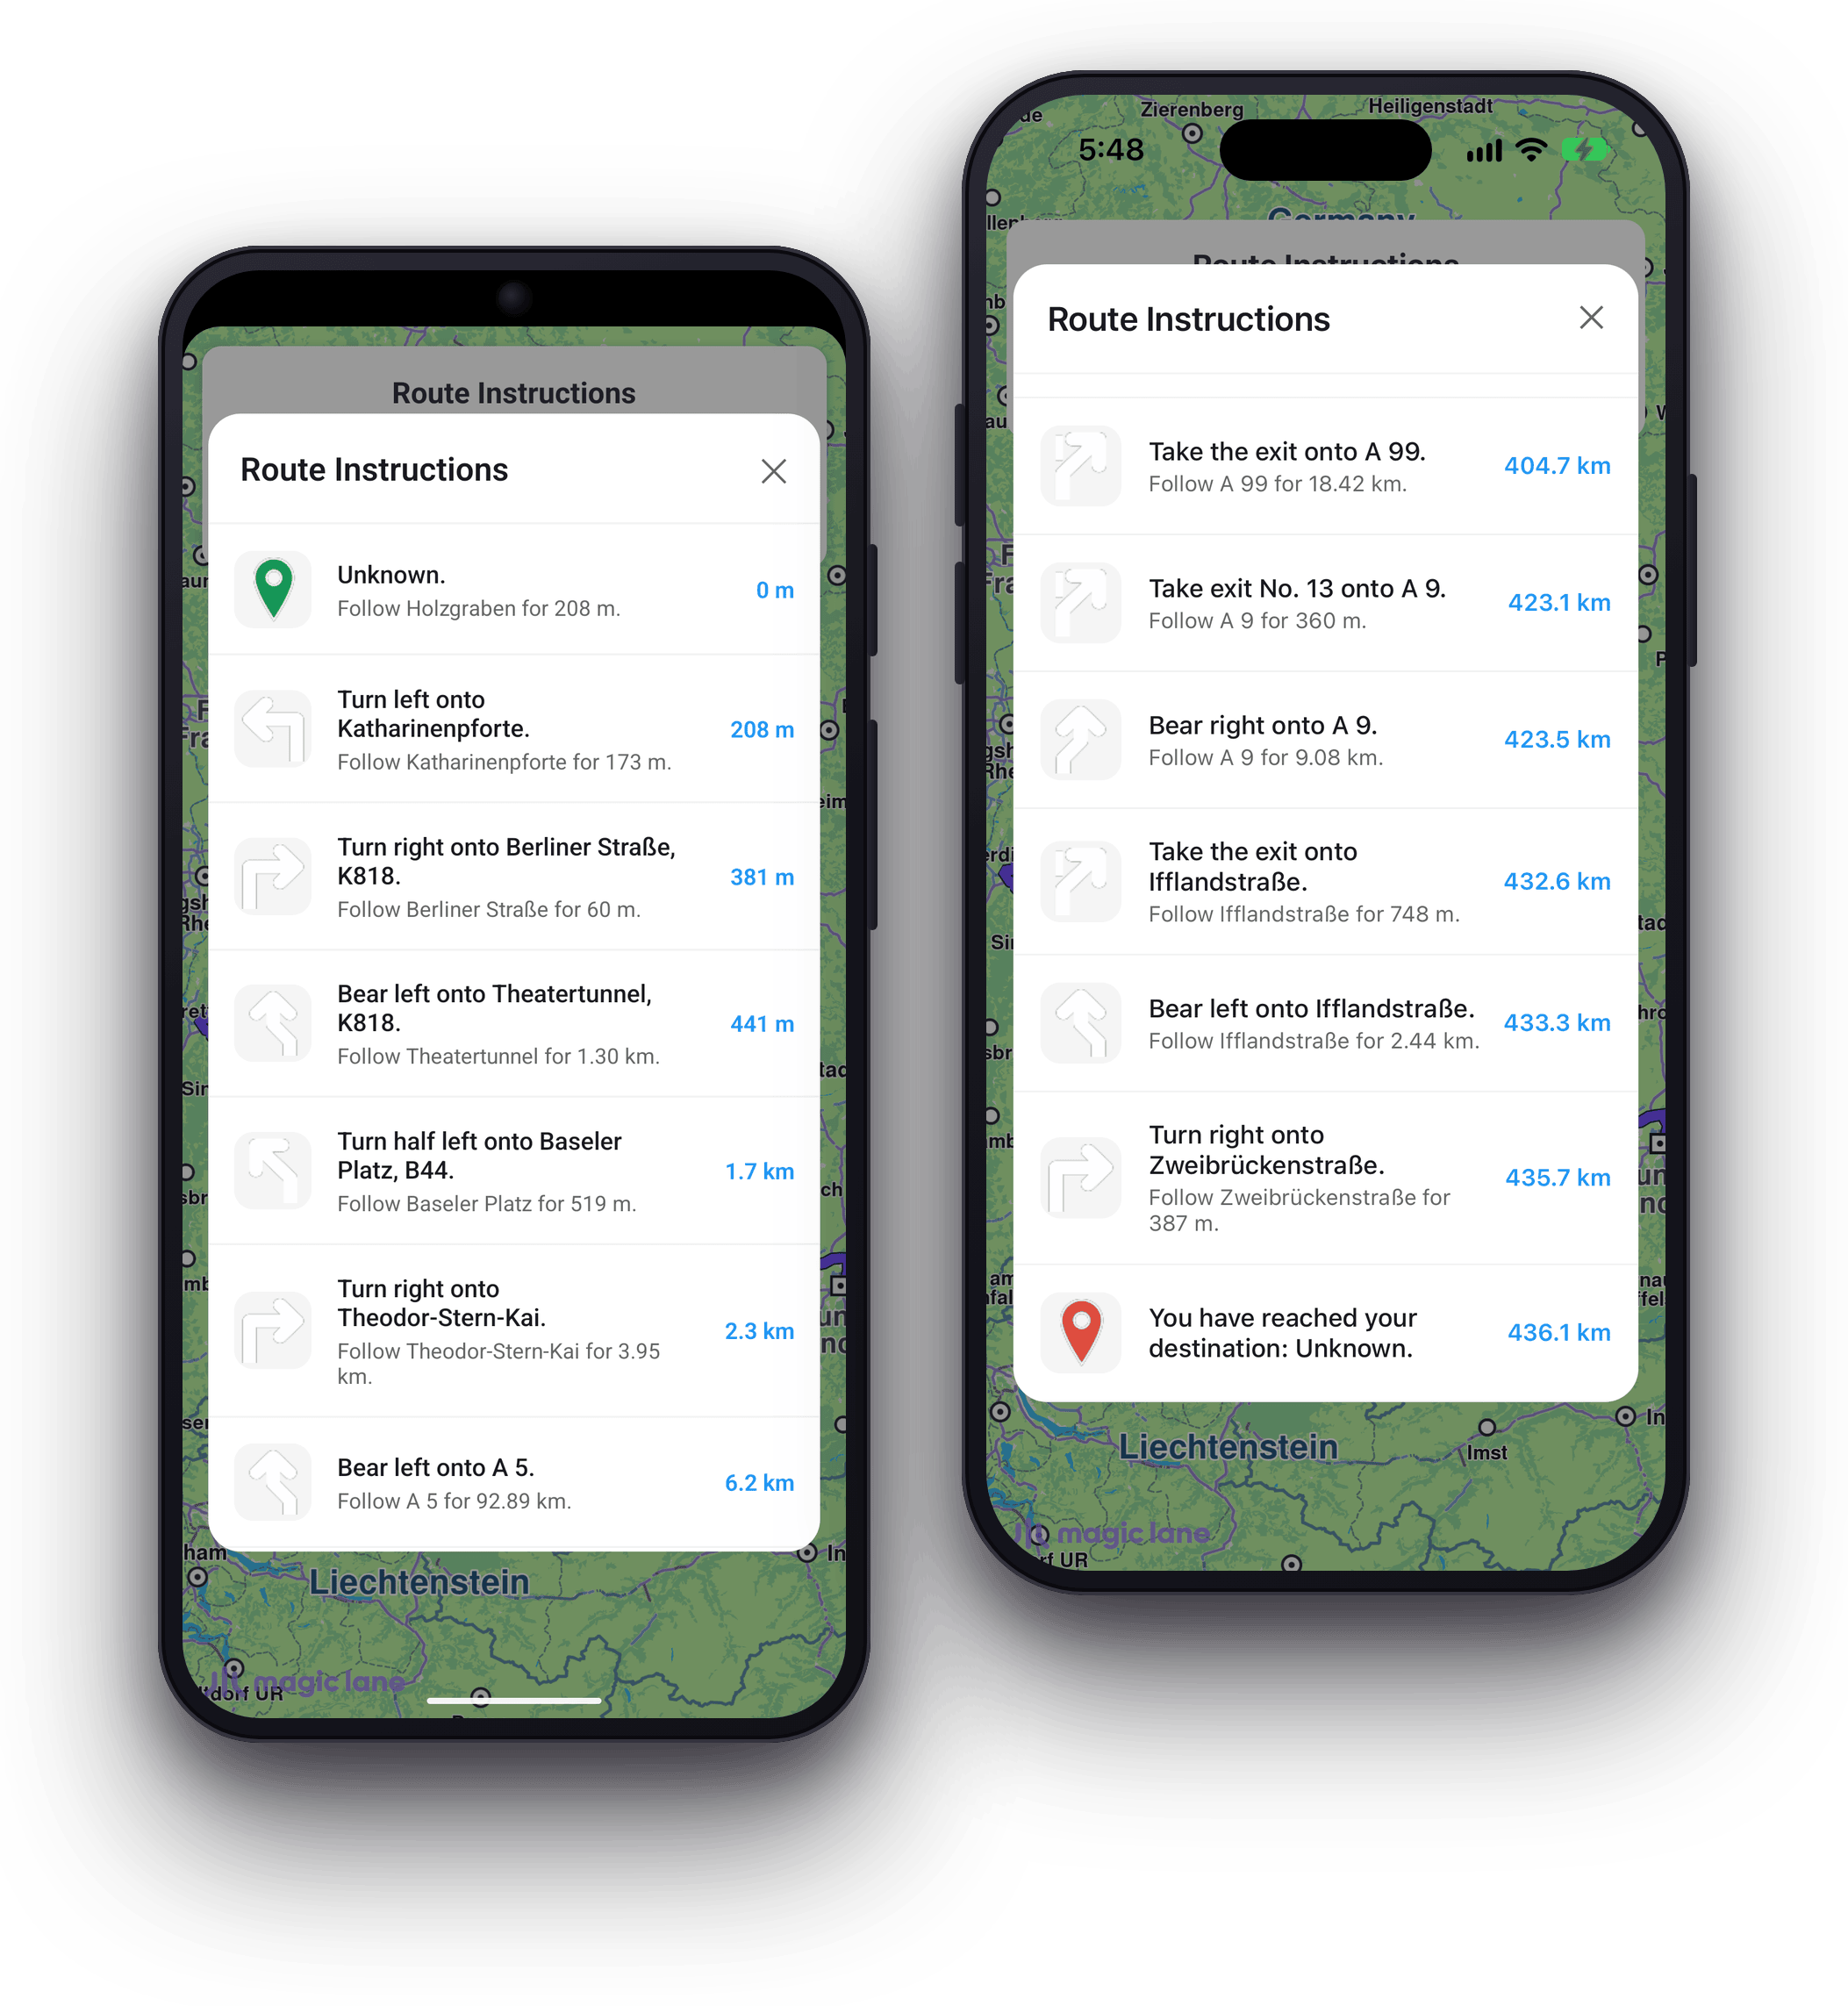 Route Instructions
Route Instructions
Unknown.
Follow Holzgraben for 208 m.
0 m
Turn left onto
Katharinenpforte.
Follow Katharinenpforte for 173 m.
208 m
Turn right onto Berliner Straße,
K818.
Follow Berliner Straße for 60 m.
381 m
Bear left onto Theatertunnel,
K818.
Follow Theatertunnel for 1.30 km.
441 m
Turn half left onto Baseler
Platz, B44.
Follow Baseler Platz for 519 m.
1.7 km
Turn right onto
Theodor-Stern-Kai.
Follow Theodor-Stern-Kai for 3.95
km.
2.3 km
Bear left onto A 5.
Follow A 5 for 92.89 km.
6.2 km
Liechtenstein
magic lane
Zierenberg
Heiligenstadt
5:48
Germany
Route Instructions
Route Instructions
Take the exit onto A 99.
Follow A 99 for 18.42 km.
404.7 km
Take exit No. 13 onto A 9.
Follow A 9 for 360 m.
423.1 km
Bear right onto A 9.
Follow A 9 for 9.08 km.
423.5 km
Take the exit onto
Ifflandstraße.
Follow Ifflandstraße for 748 m.
432.6 km
Bear left onto Ifflandstraße.
Follow Ifflandstraße for 2.44 km.
433.3 km
Turn right onto
Zweibrückenstraße.
Follow Zweibrückenstraße for
387 m.
435.7 km
You have reached your
destination: Unknown.
436.1 km
Liechtenstein
Imst
magic lane